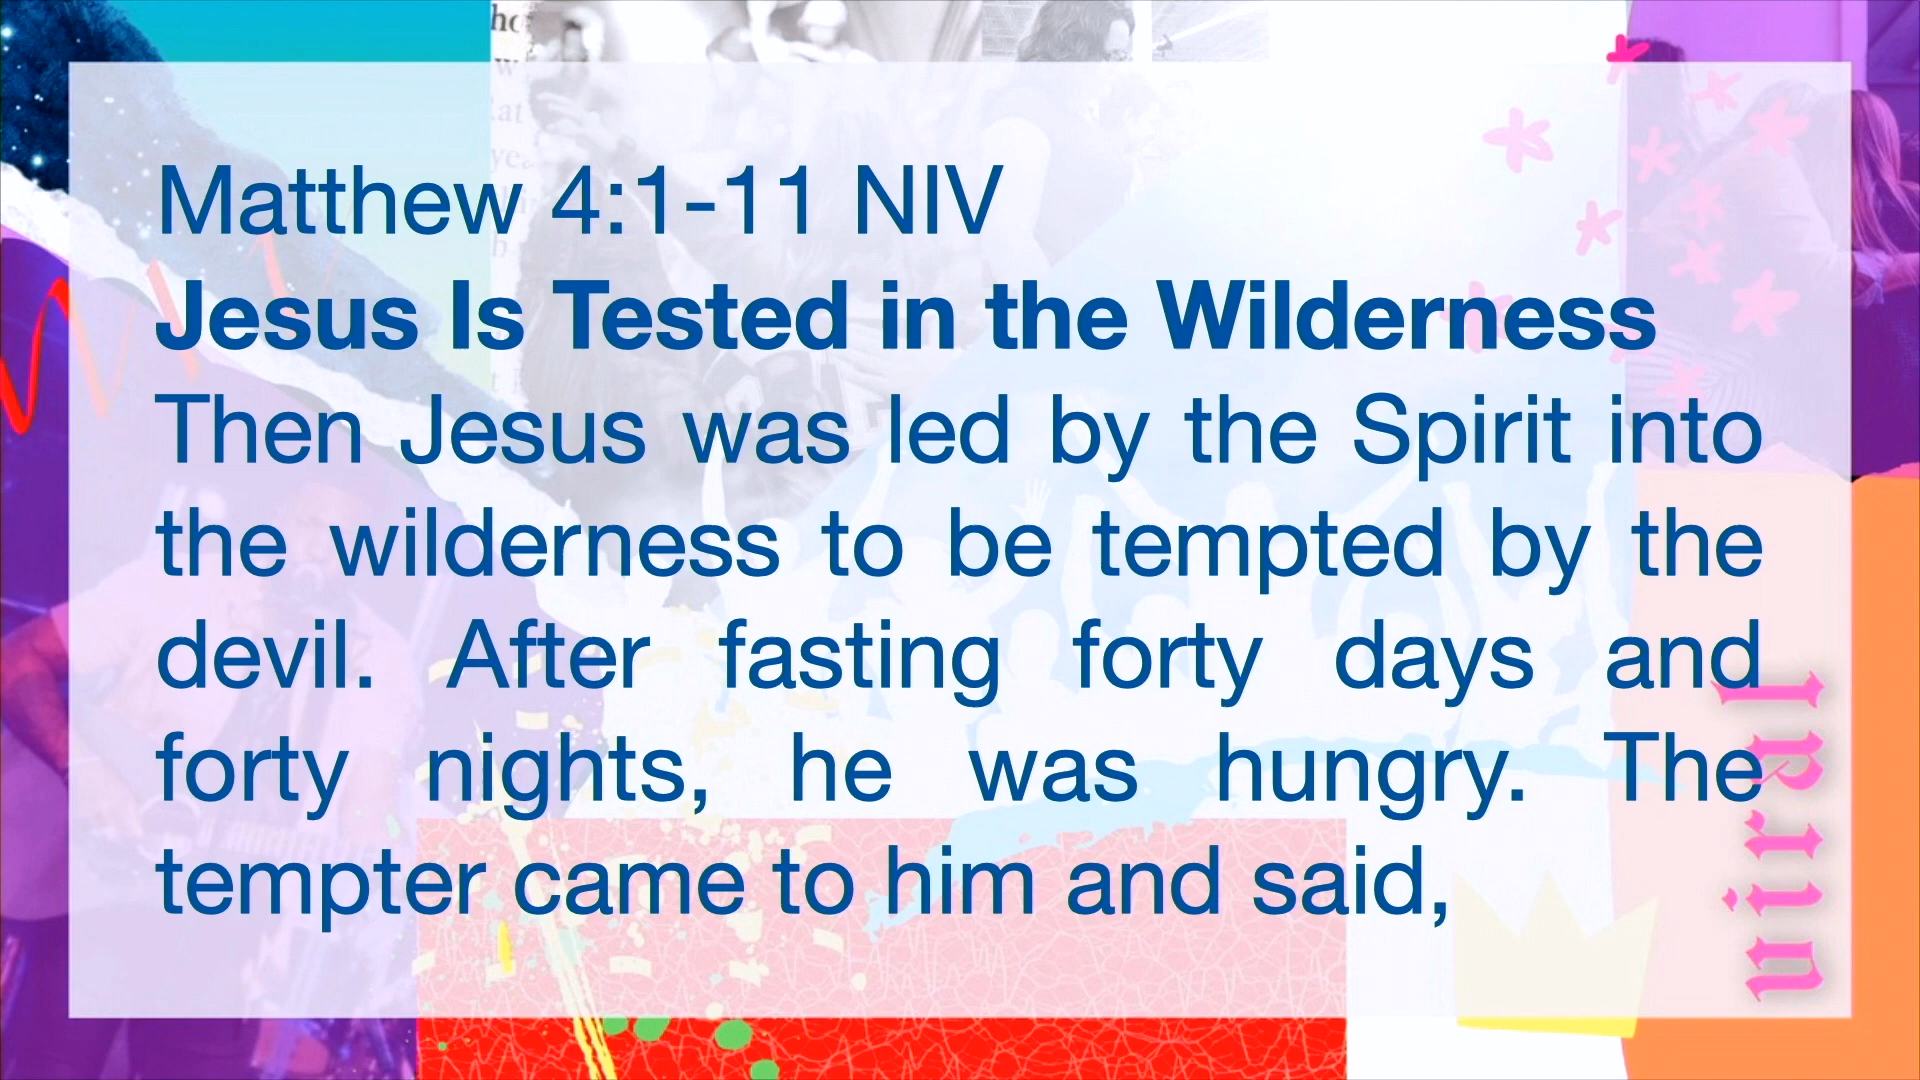 Matthew 4:1-11 NIV
Jesus Is Tested in the Wilderness
Then Jesus was led by the Spirit into
the wilderness to be tempted by the
devil. After fasting forty days and
forty nights, he was hungry. The
tempter came to him and said,
viral